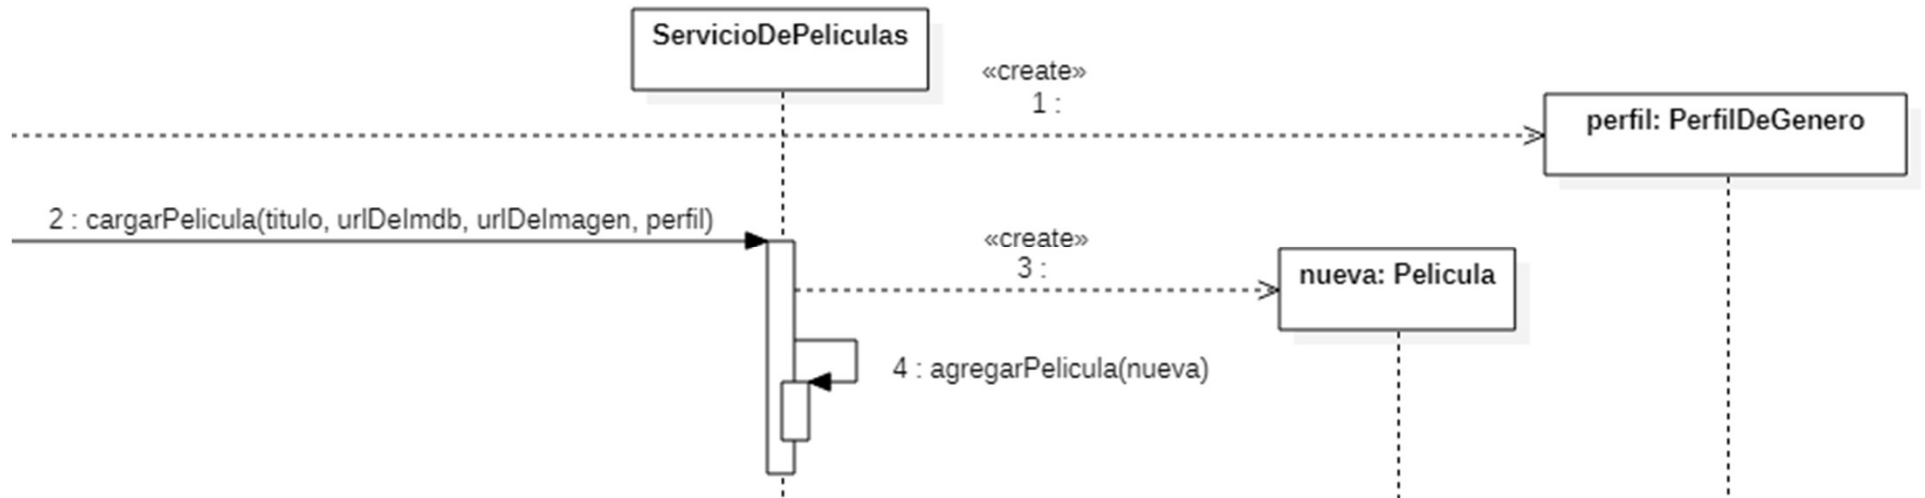 ServicioDePeliculas
«create»
1 :
perfil: PerfilDeGenero
2 : cargarPelicula(titulo, urlDeImdb, urlDeImagen, perfil)
«create»
3 :
nueva: Pelicula
4 : agregarPelicula(nueva)